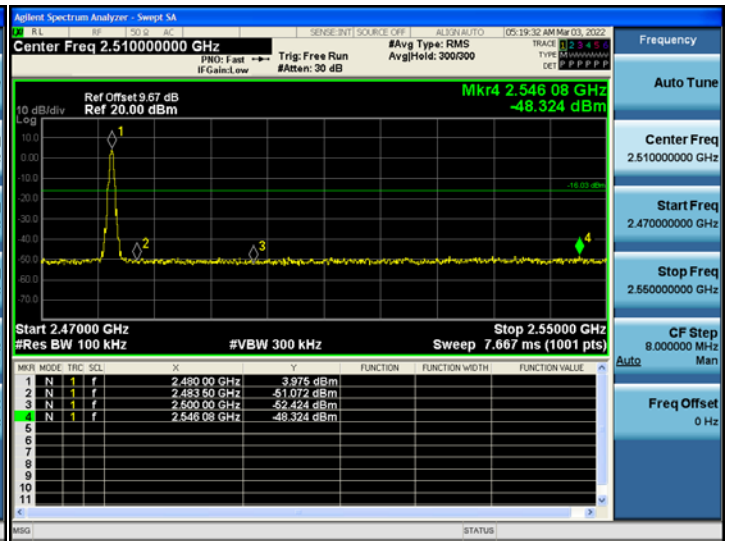 Agilent Spectrum Analyzer - Swept SA
RL RF 50 Ω AC SENSE:INT SOURCE OFF ALIGN AUTO 05:19:32 AM Mar 03, 2022
Center Freq 2.510000000 GHz
PNO: Fast
IFGain:Low
Trig: Free Run
#Atten: 30 dB
#Avg Type: RMS
Avg|Hold: 300/300
TRACE 1 2 3 4 5 6
TYPE M
DET P P P P P P
Mkr4 2.546 08 GHz
-48.324 dBm
10 dB/div
Log
Ref Offset 9.67 dB
Ref 20.00 dBm
10.0
0.00
-10.0
-20.0
-30.0
-40.0
-50.0
-60.0
-70.0
1
2
3
4
-16.03 dBm
Start 2.47000 GHz Stop 2.55000 GHz
#Res BW 100 kHz #VBW 300 kHz Sweep 7.667 ms (1001 pts)
MKR MODE TRC SCL X Y FUNCTION FUNCTION WIDTH FUNCTION VALUE
1 N 1 f 2.480 00 GHz 3.975 dBm
2 N 1 f 2.483 50 GHz -51.072 dBm
3 N 1 f 2.500 00 GHz -52.424 dBm
4 N 1 f 2.546 08 GHz -48.324 dBm
5
6
7
8
9
10
11
MSG STATUS
Frequency
Auto Tune
Center Freq
2.510000000 GHz
Start Freq
2.470000000 GHz
Stop Freq
2.550000000 GHz
CF Step
8.000000 MHz
Auto Man
Freq Offset
0 Hz